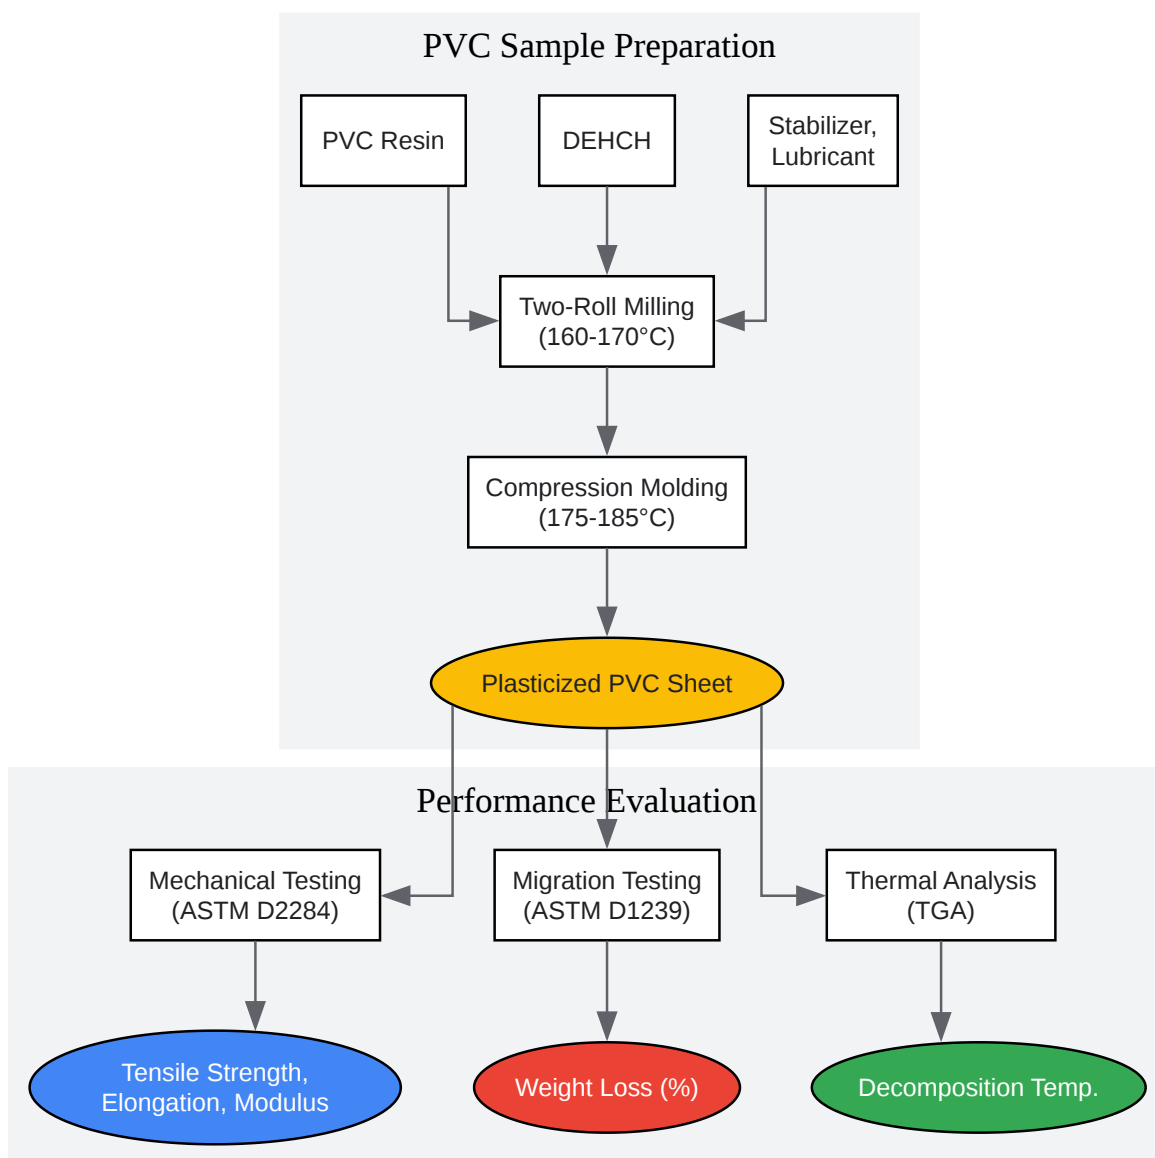 PVC Sample Preparation
PVC Resin
DEHCH
Stabilizer,
Lubricant
Two-Roll Milling
(160-170°C)
Compression Molding
(175-185°C)
Plasticized PVC Sheet
Performance Evaluation
Mechanical Testing
(ASTM D2284)
Migration Testing
(ASTM D1239)
Thermal Analysis
(TGA)
Tensile Strength,
Elongation, Modulus
Weight Loss (%)
Decomposition Temp.